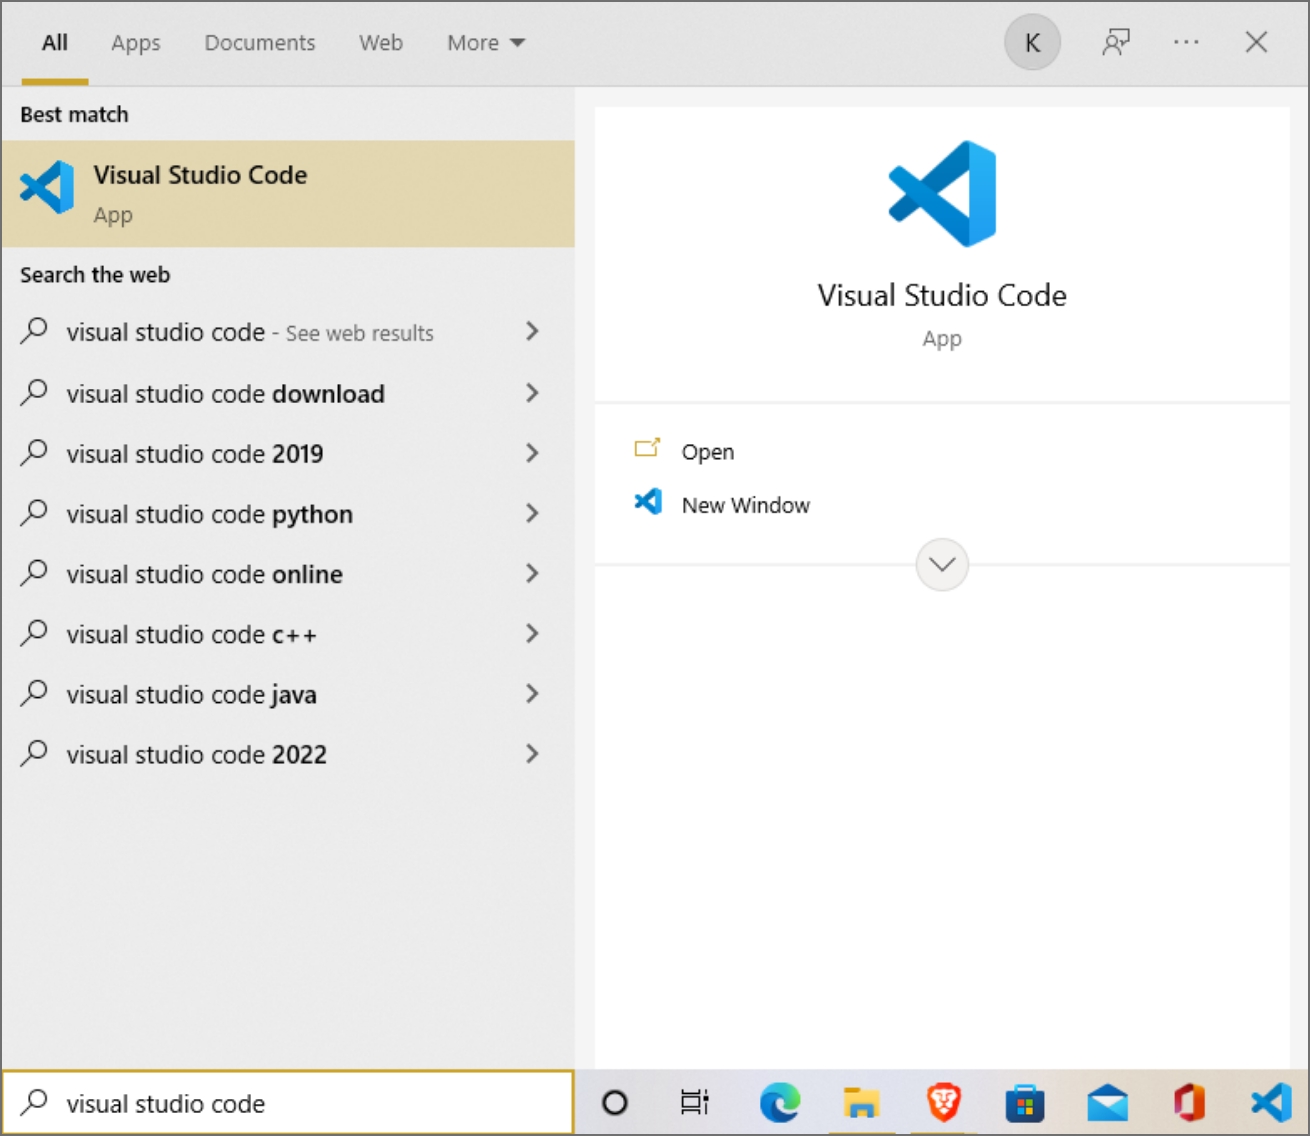 All Apps Documents Web More K
Best match
Visual Studio Code
App
Search the web
visual studio code - See web results
visual studio code download
visual studio code 2019
visual studio code python
visual studio code online
visual studio code c++
visual studio code java
visual studio code 2022
Visual Studio Code
App
Open
New Window
visual studio code